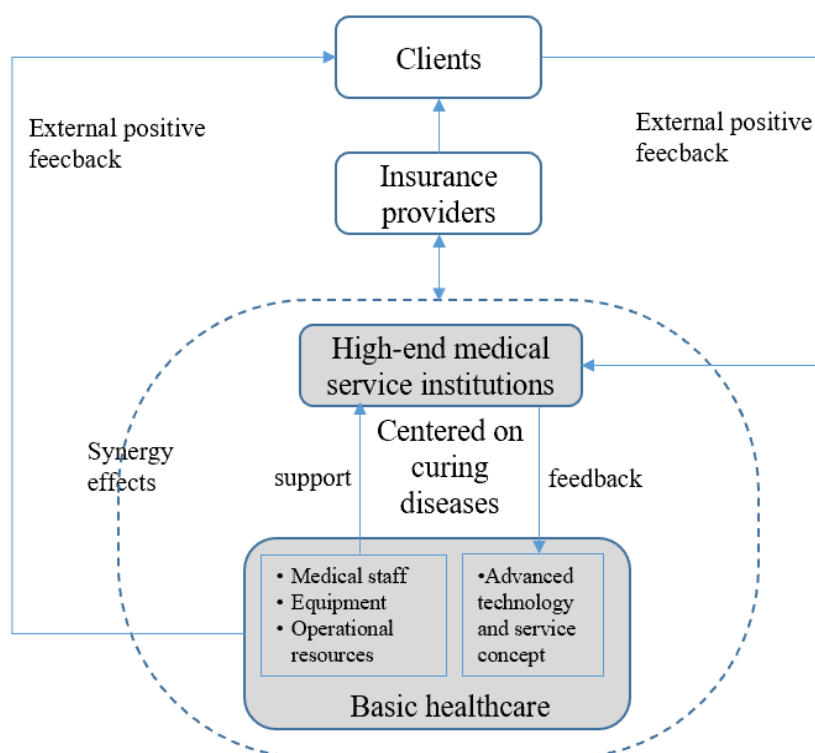 Clients
External positive
feecback
External positive
feecback
Insurance
providers
High-end medical
service institutions
Synergy
effects
support
Centered on
curing
diseases
feedback
• Medical staff
• Equipment
• Operational
resources
•Advanced
technology
and service
concept
Basic healthcare